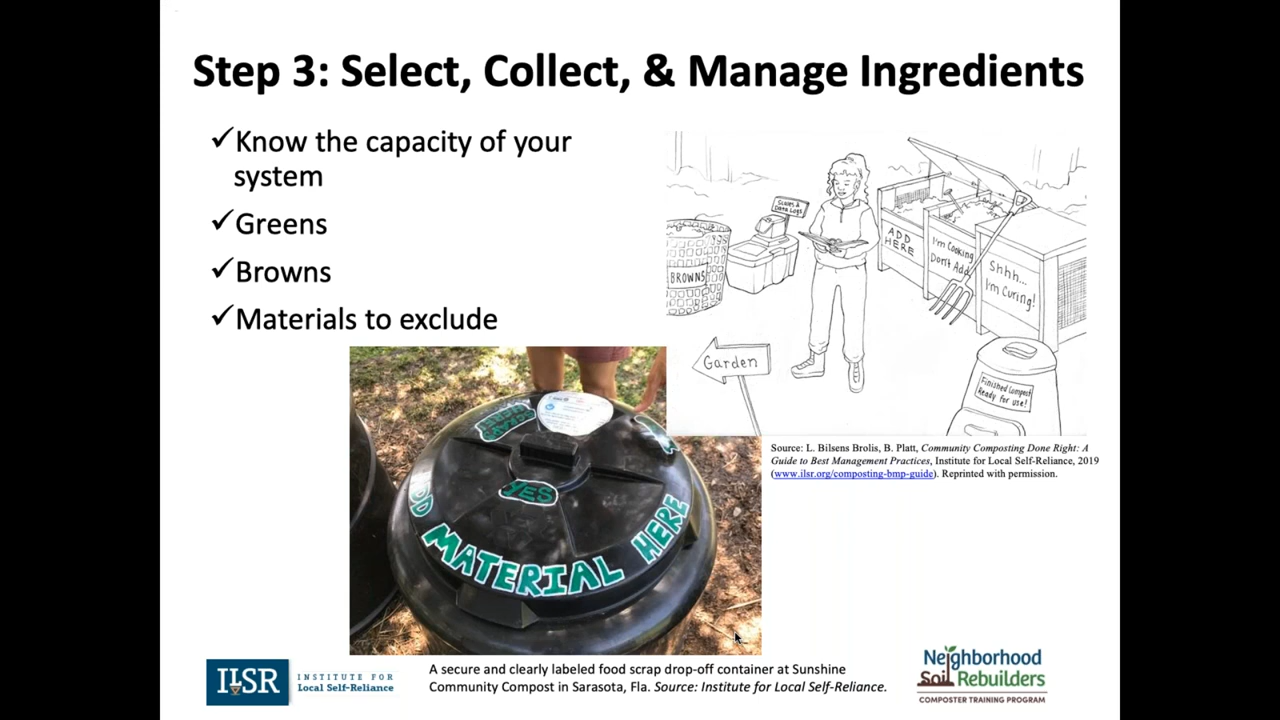 Step 3: Select, Collect, & Manage Ingredients
✓Know the capacity of your
system
✓Greens
✓Browns
✓Materials to exclude
Scales &
Data Logs
BROWNS
ADD
HERE
I'm Cooking
Don't Add
Shhh...
I'm Curing!
Garden
Finished Compost
Ready for use!
Source: L. Bilsens Brolis, B. Platt, Community Composting Done Right: A
Guide to Best Management Practices, Institute for Local Self-Reliance, 2019
(www.ilsr.org/composting-bmp-guide). Reprinted with permission.
YES
MATERIAL HERE
A secure and clearly labeled food scrap drop-off container at Sunshine
Community Compost in Sarasota, Fla. Source: Institute for Local Self-Reliance.
ILSR
INSTITUTE FOR
Local Self-Reliance
Neighborhood
Soil Rebuilders
COMPOSTER TRAINING PROGRAM